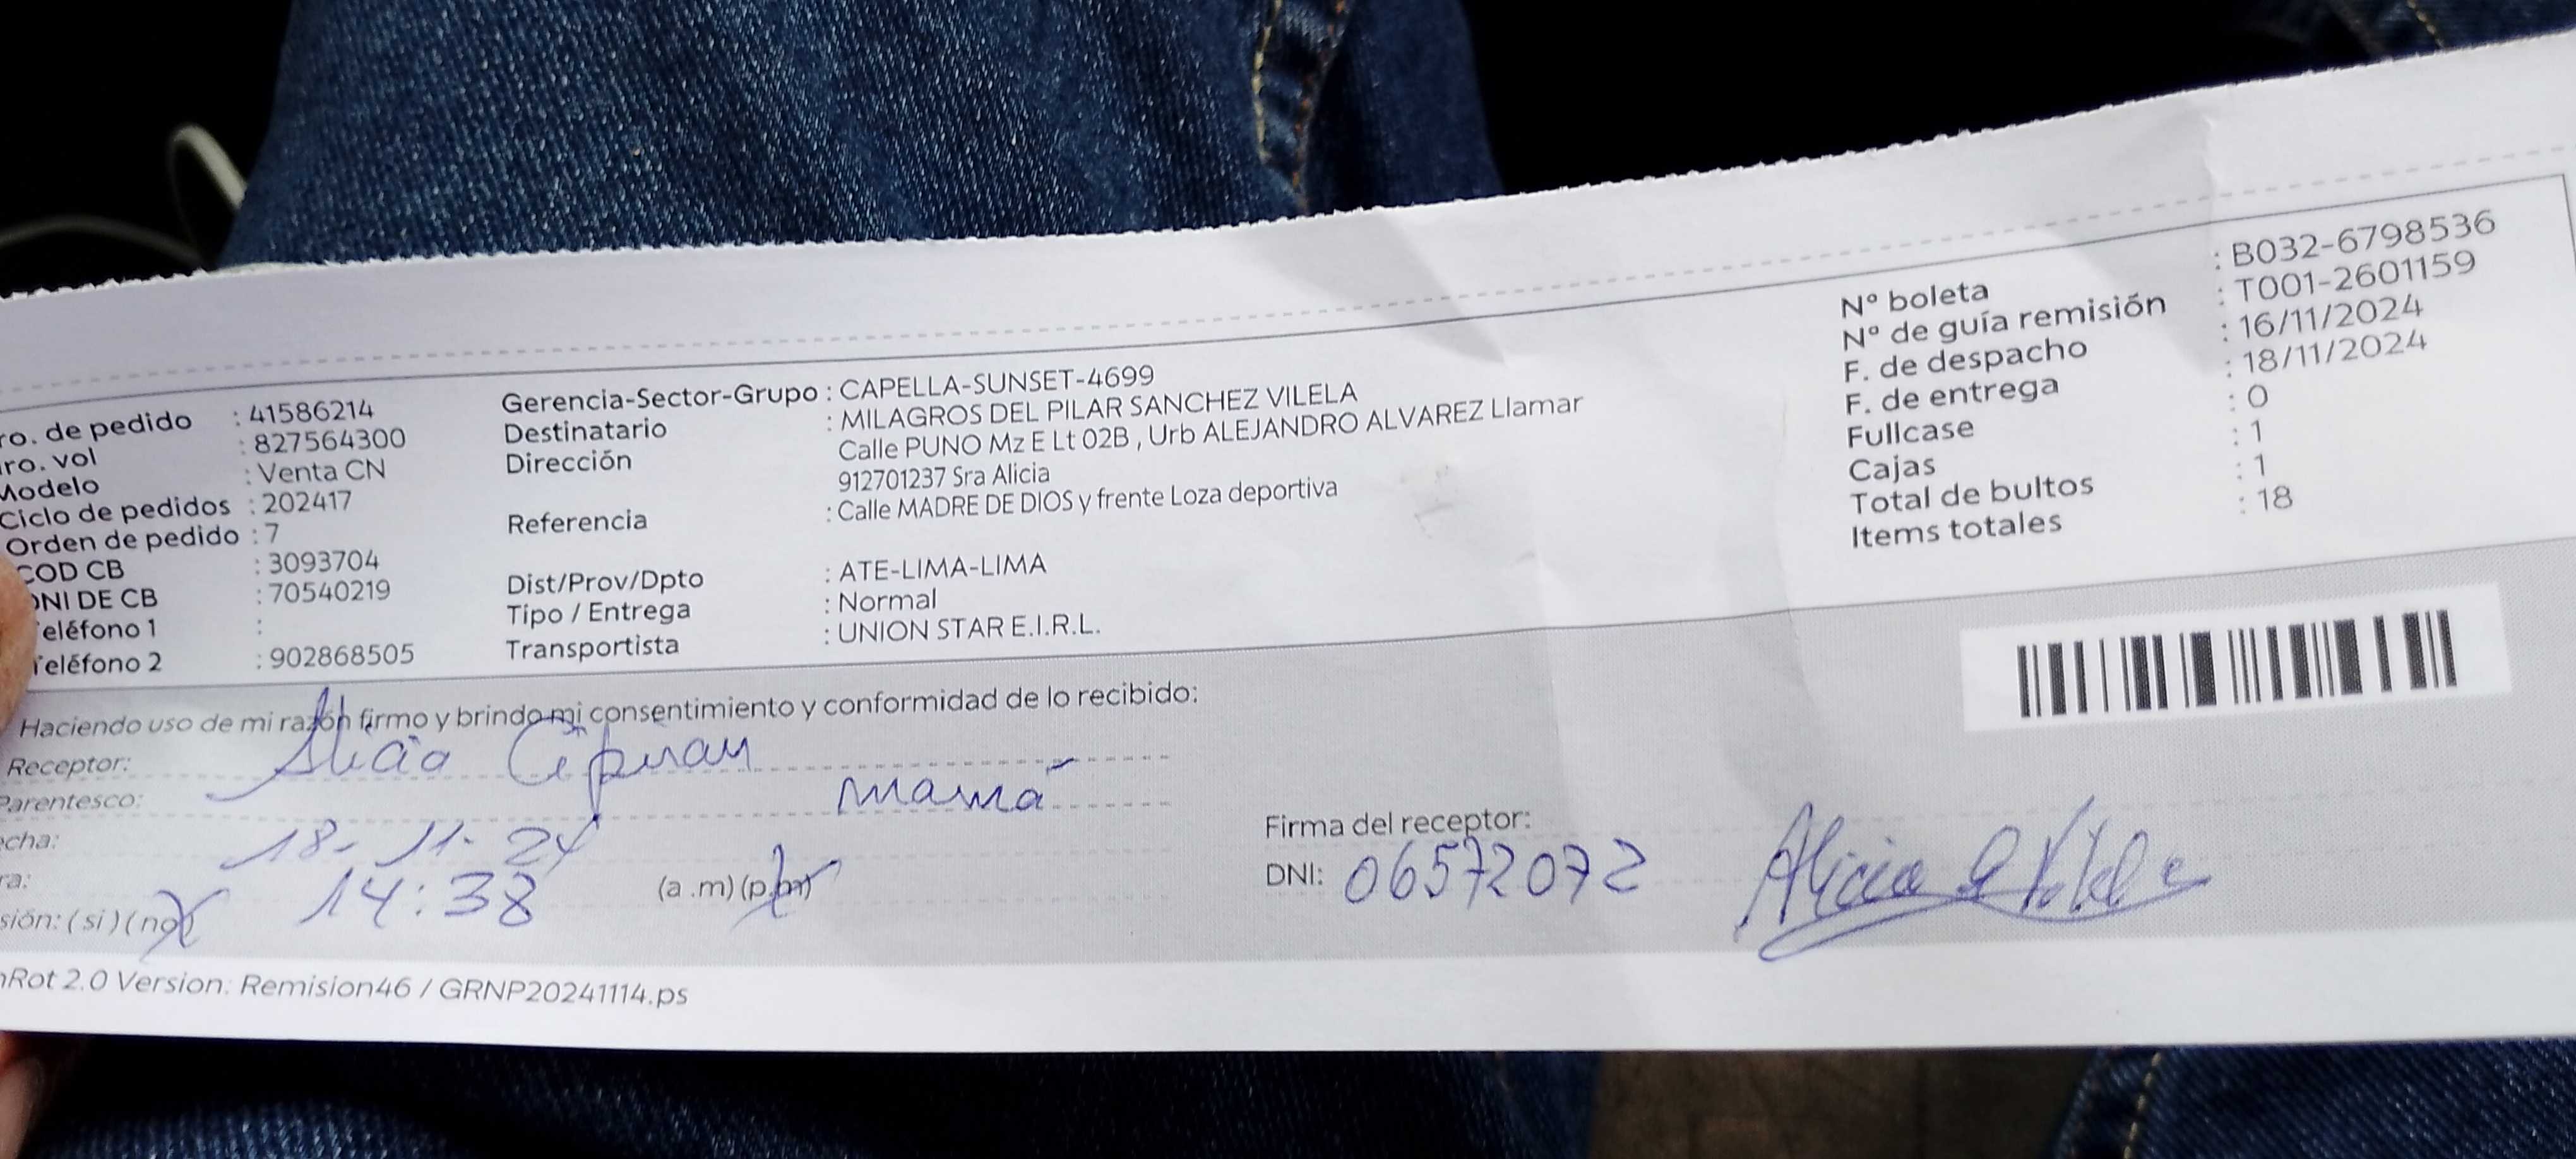 ro. de pedido : 41586214
ro. vol : 827564300
Modelo : Venta CN
Ciclo de pedidos : 202417
Orden de pedido : 7
COD CB : 3093704
DNI DE CB : 70540219
eléfono 1 :
Teléfono 2 : 902868505
Gerencia-Sector-Grupo : CAPELLA-SUNSET-4699
Destinatario : MILAGROS DEL PILAR SANCHEZ VILELA
Dirección Calle PUNO Mz E Lt 02B , Urb ALEJANDRO ALVAREZ Llamar
912701237 Sra Alicia
Referencia : Calle MADRE DE DIOS y frente Loza deportiva
Dist/Prov/Dpto : ATE-LIMA-LIMA
Tipo / Entrega : Normal
Transportista : UNION STAR E.I.R.L.
N° boleta : B032-6798536
N° de guía remisión : T001-2601159
F. de despacho : 16/11/2024
F. de entrega : 18/11/2024
Fullcase : 0
Cajas : 1
Total de bultos : 1
Items totales : 18
Haciendo uso de mi razón firmo y brindo mi consentimiento y conformidad de lo recibido:
Receptor: Alicia
Parentesco: mamá
echa: 18-11-24
ra: 14:38 (a .m) (p.m)
sión: ( si ) ( no )
Firma del receptor:
DNI: 06572072 Alicia
nRot 2.0 Version: Remision46 / GRNP20241114.ps